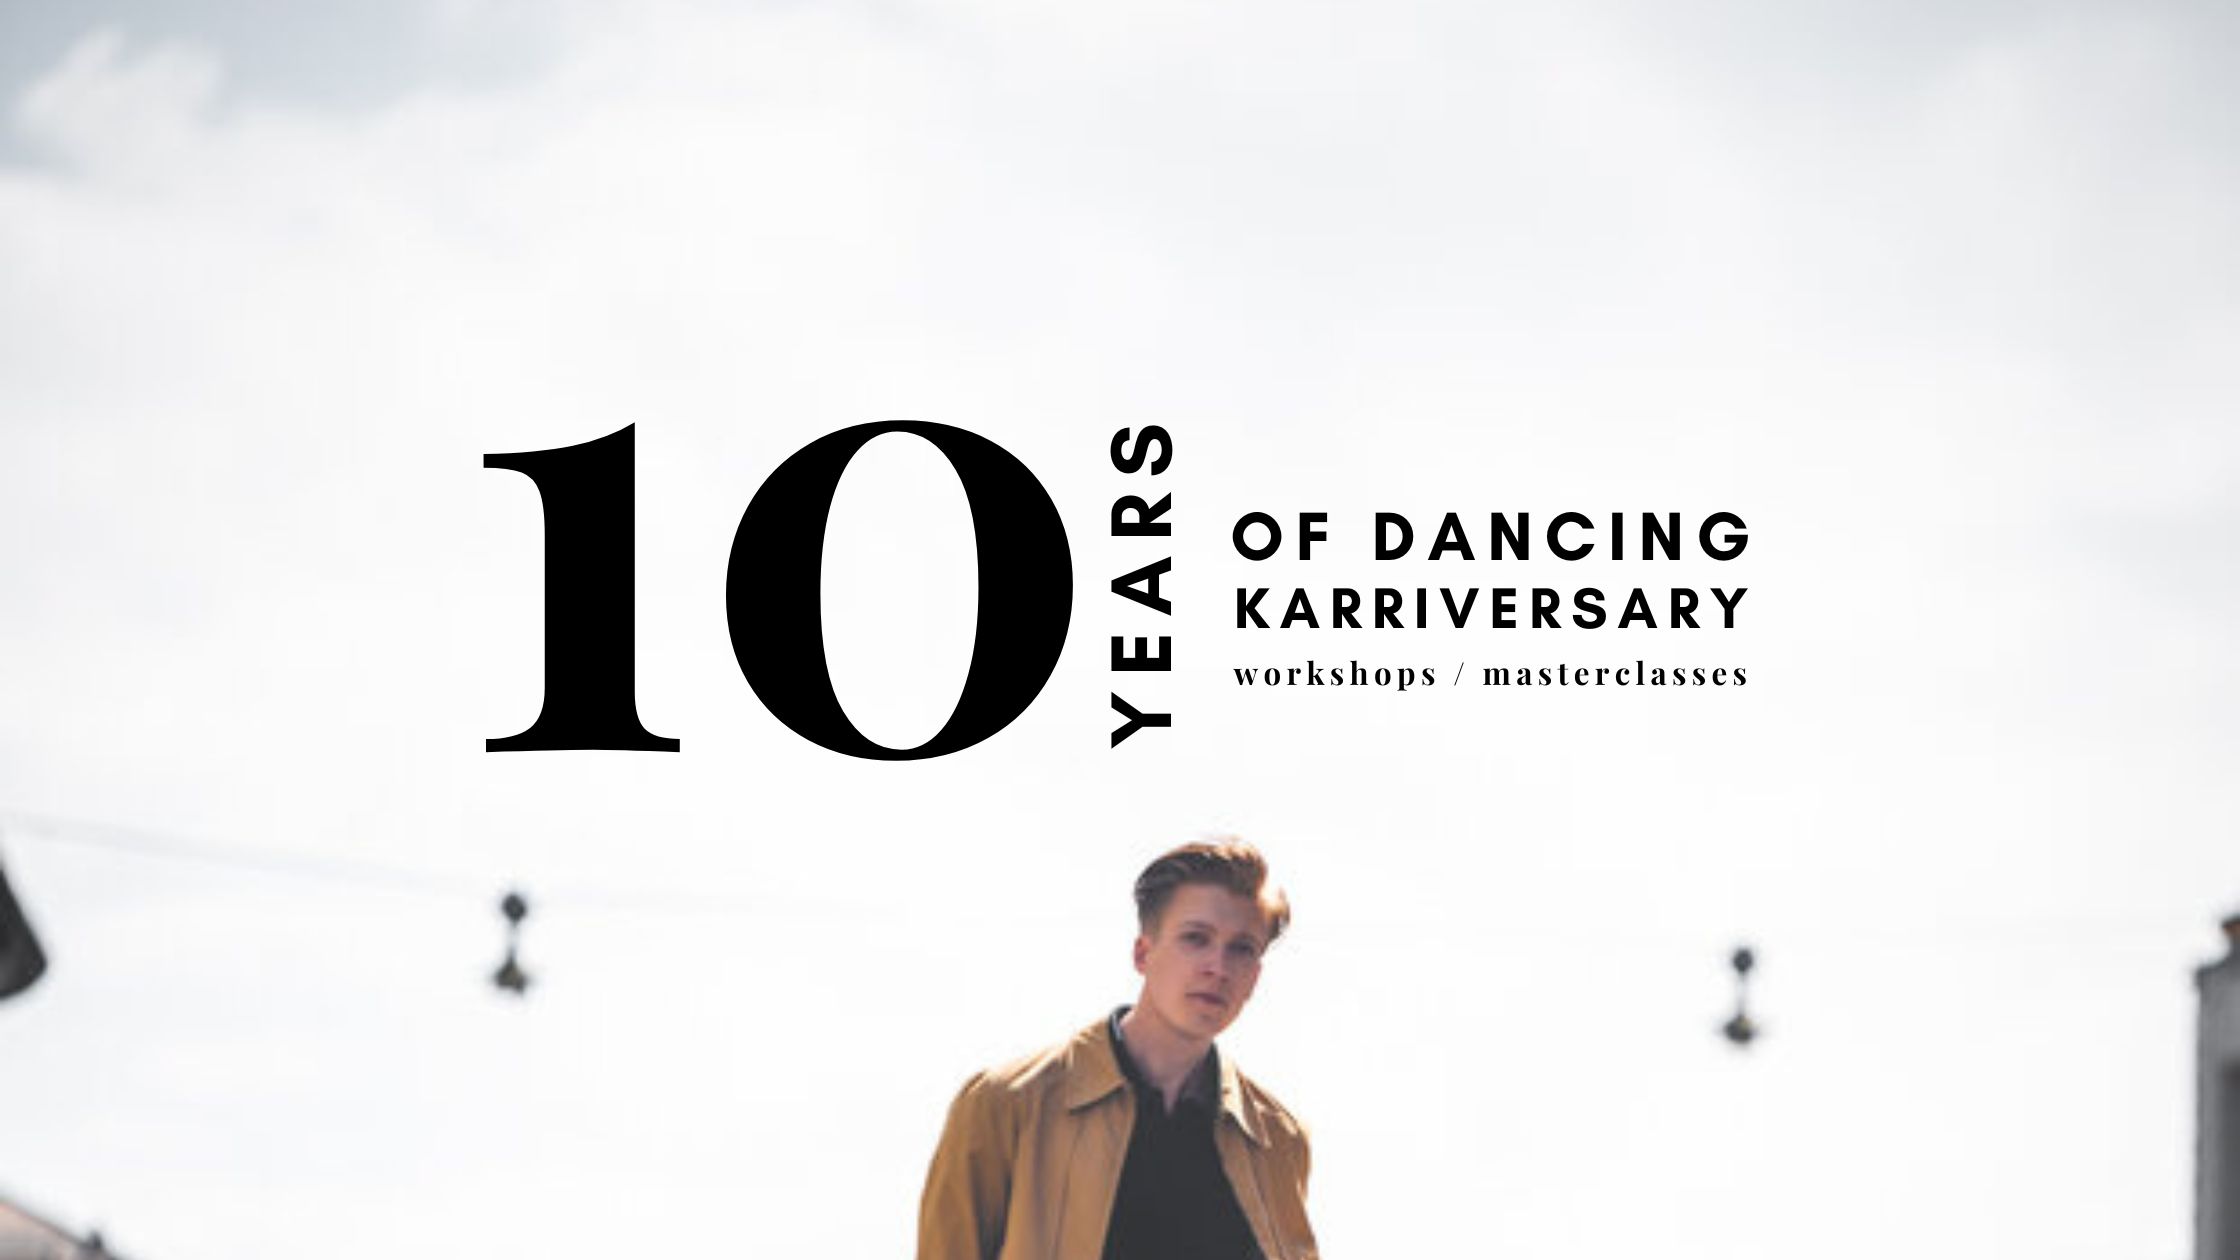 10
YEARS
OF DANCING
KARRIVERSARY
workshops / masterclasses